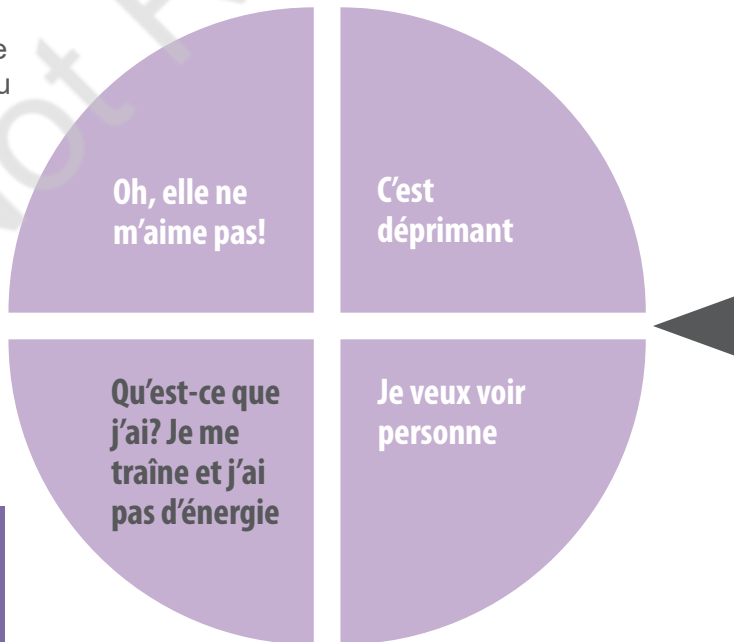 e
u
Oh, elle ne
m'aime pas!
C'est
déprimant
Qu'est-ce que
j'ai? Je me
traîne et j'ai
pas d'énergie
Je veux voir
personne